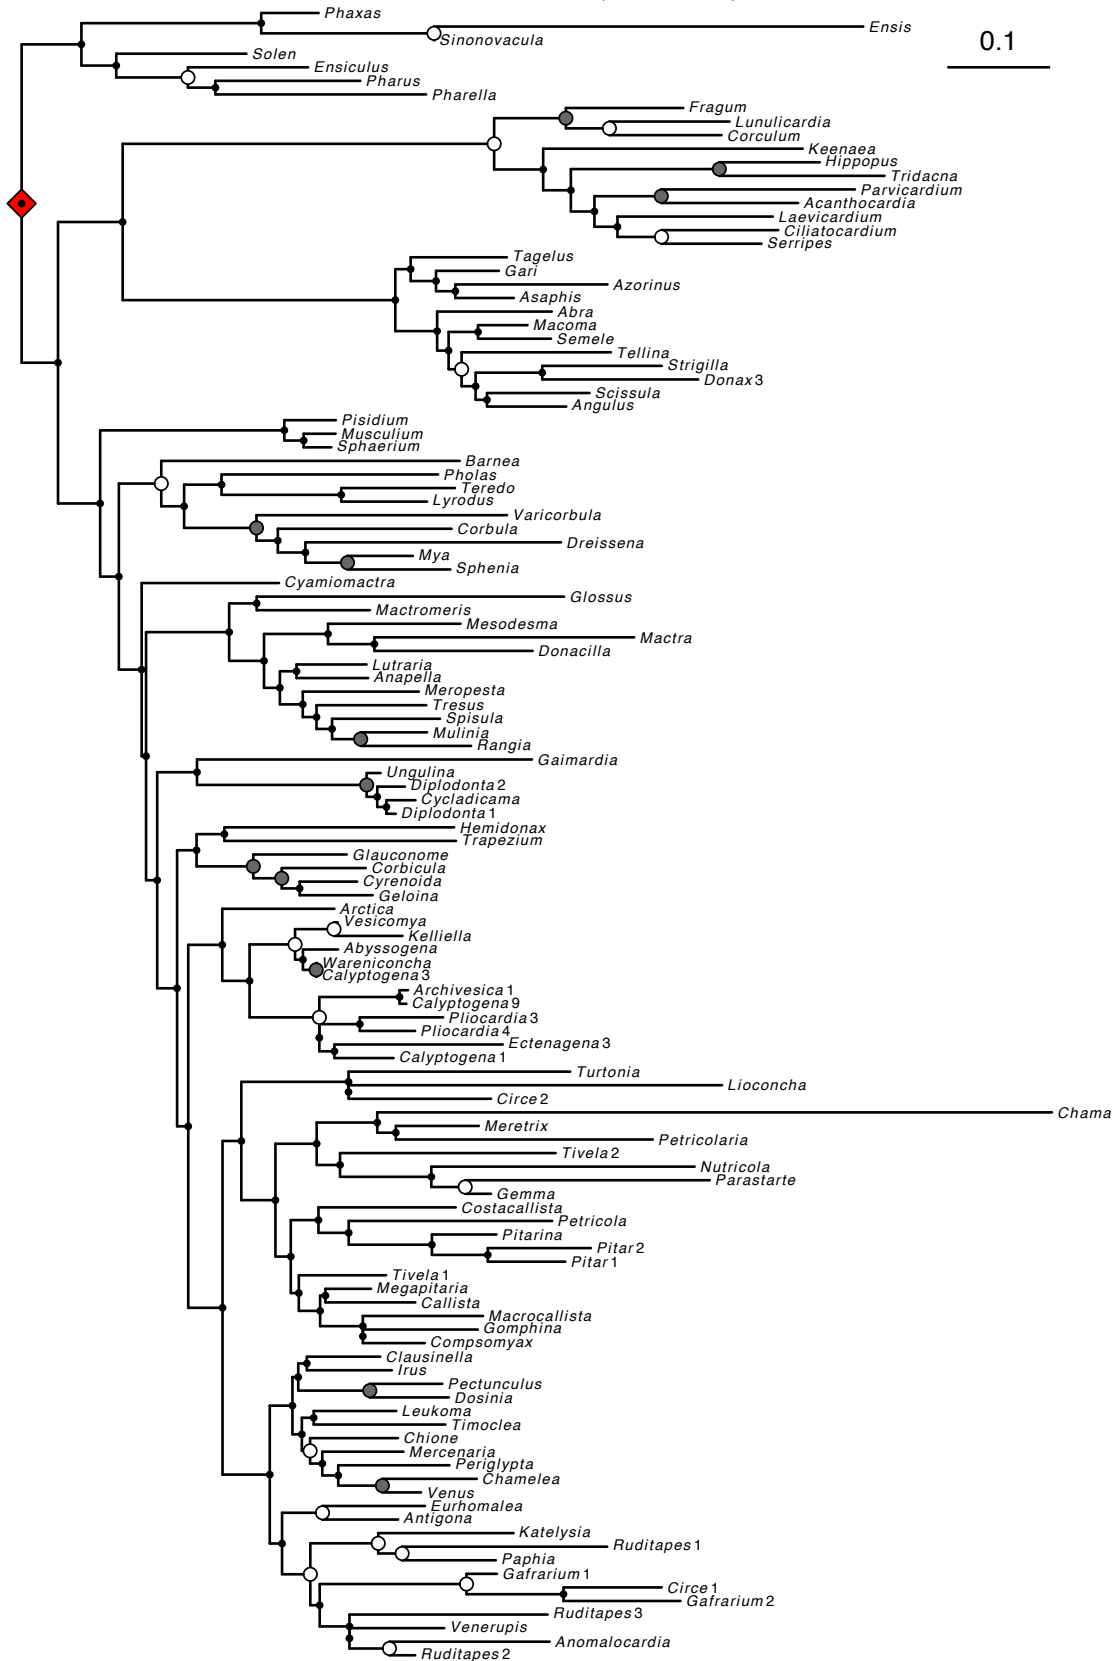 Phaxas
Ensis
Sinonovacula
0.1
Solen
Ensiculus
Pharus
Pharella
Fragum
Lunulicardia
Corculum
Keenaea
Hippopus
Tridacna
Parvicardium
Acanthocardia
Laevicardium
Ciliatocardium
Serripes
Tagelus
Gari
Azorinus
Asaphis
Abra
Macoma
Semele
Tellina
Strigilla
Donax 3
Scissula
Angulus
Pisidium
Musculium
Sphaerium
Barnea
Pholas
Teredo
Lyrodus
Varicorbula
Corbula
Dreissena
Mya
Sphenia
Cyamiomactra
Glossus
Mactromeris
Mesodesma
Mactra
Donacilla
Lutraria
Anapella
Meropesta
Tresus
Spisula
Mulinia
Rangia
Gaimardia
Ungulina
Diplodonta 2
Cycladicama
Diplodonta 1
Hemidonax
Trapezium
Glauconome
Corbicula
Cyrenoida
Geloina
Arctica
Vesicomya
Kelliella
Abyssogena
Wareniconcha
Calyptogena 3
Archivesica 1
Calyptogena 9
Pliocardia 3
Pliocardia 4
Ectenagena 3
Calyptogena 1
Turtonia
Lioconcha
Circe 2
Chama
Meretrix
Petricolaria
Tivela 2
Nutricola
Parastarte
Gemma
Costacallista
Petricola
Pitarina
Pitar 2
Pitar 1
Tivela 1
Megapitaria
Callista
Macrocallista
Gomphina
Compsomyax
Clausinella
Irus
Pectunculus
Dosinia
Leukoma
Timoclea
Chione
Mercenaria
Periglypta
Chamelea
Venus
Eurhomalea
Antigona
Katelysia
Ruditapes 1
Paphia
Gafrarium 1
Circe 1
Gafrarium 2
Ruditapes 3
Venerupis
Anomalocardia
Ruditapes 2